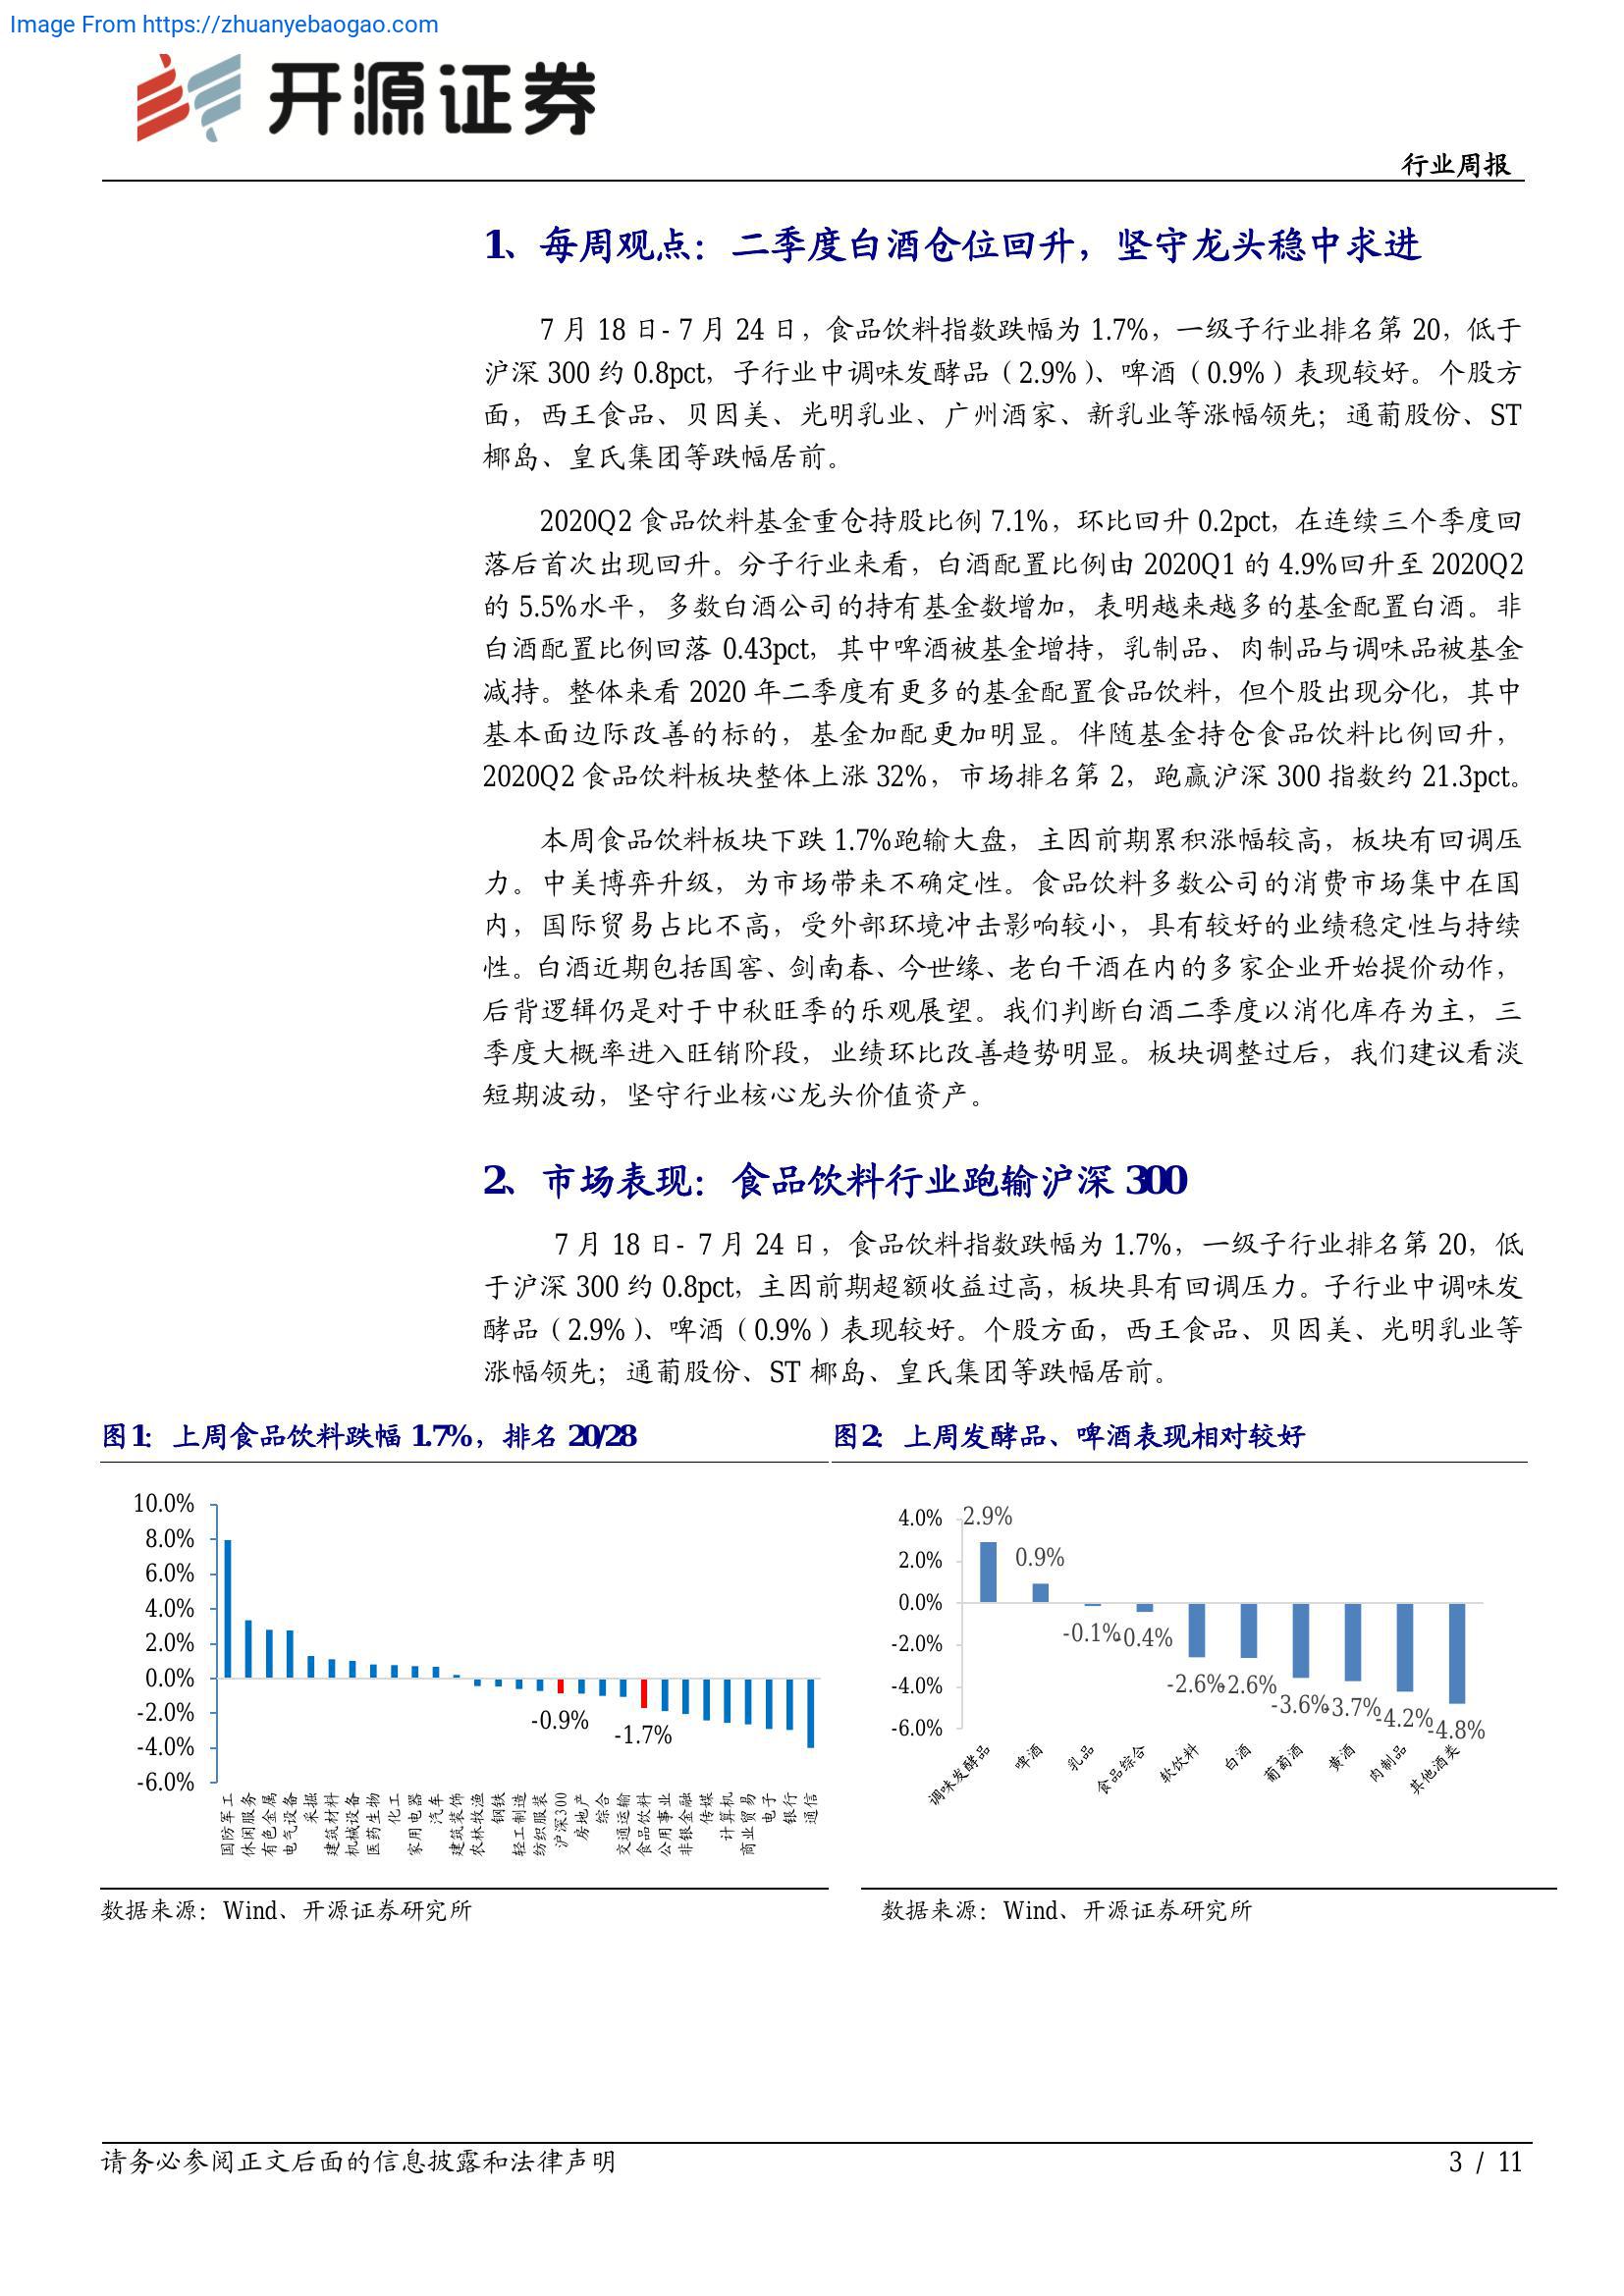 Image From https://zhuanyebaogao.com
开源证券
行业周报
1、每周观点：二季度白酒仓位回升，坚守龙头稳中求进
7 月 18 日- 7 月 24 日，食品饮料指数跌幅为 1.7%，一级子行业排名第 20，低于
沪深 300 约 0.8pct，子行业中调味发酵品（2.9%）、啤酒（0.9%）表现较好。个股方
面，西王食品、贝因美、光明乳业、广州酒家、新乳业等涨幅领先；通葡股份、ST
椰岛、皇氏集团等跌幅居前。
2020Q2 食品饮料基金重仓持股比例 7.1%，环比回升 0.2pct，在连续三个季度回
落后首次出现回升。分子行业来看，白酒配置比例由 2020Q1 的 4.9%回升至 2020Q2
的 5.5%水平，多数白酒公司的持有基金数增加，表明越来越多的基金配置白酒。非
白酒配置比例回落 0.43pct，其中啤酒被基金增持，乳制品、肉制品与调味品被基金
减持。整体来看 2020 年二季度有更多的基金配置食品饮料，但个股出现分化，其中
基本面边际改善的标的，基金加配更加明显。伴随基金持仓食品饮料比例回升，
2020Q2 食品饮料板块整体上涨 32%，市场排名第 2，跑赢沪深 300 指数约 21.3pct。
本周食品饮料板块下跌 1.7%跑输大盘，主因前期累积涨幅较高，板块有回调压
力。中美博弈升级，为市场带来不确定性。食品饮料多数公司的消费市场集中在国
内，国际贸易占比不高，受外部环境冲击影响较小，具有较好的业绩稳定性与持续
性。白酒近期包括国窖、剑南春、今世缘、老白干酒在内的多家企业开始提价动作，
后背逻辑仍是对于中秋旺季的乐观展望。我们判断白酒二季度以消化库存为主，三
季度大概率进入旺销阶段，业绩环比改善趋势明显。板块调整过后，我们建议看淡
短期波动，坚守行业核心龙头价值资产。
2、市场表现：食品饮料行业跑输沪深 300
7 月 18 日- 7 月 24 日，食品饮料指数跌幅为 1.7%，一级子行业排名第 20，低
于沪深 300 约 0.8pct，主因前期超额收益过高，板块具有回调压力。子行业中调味发
酵品（2.9%）、啤酒（0.9%）表现较好。个股方面，西王食品、贝因美、光明乳业等
涨幅领先；通葡股份、ST 椰岛、皇氏集团等跌幅居前。
图1：上周食品饮料跌幅 1.7%，排名 20/28
10.0%
8.0%
6.0%
4.0%
2.0%
0.0%
-2.0%
-4.0%
-6.0%
-0.9%
-1.7%
国防军工
休闲服务
有色金属
电气设备
采掘
建筑材料
机械设备
医药生物
化工
家用电器
汽车
建筑装饰
农林牧渔
钢铁
轻工制造
纺织服装
沪深300
房地产
综合
交通运输
食品饮料
公用事业
非银金融
传媒
计算机
商业贸易
电子
银行
通信
数据来源：Wind、开源证券研究所
图2：上周发酵品、啤酒表现相对较好
4.0%
2.0%
0.0%
-2.0%
-4.0%
-6.0%
2.9%
0.9%
-0.1%
-0.4%
-2.6%
-2.6%
-3.6%
-3.7%
-4.2%
-4.8%
调味发酵品
啤酒
乳品
食品综合
软饮料
白酒
葡萄酒
黄酒
肉制品
其他酒类
数据来源：Wind、开源证券研究所
请务必参阅正文后面的信息披露和法律声明
3 / 11